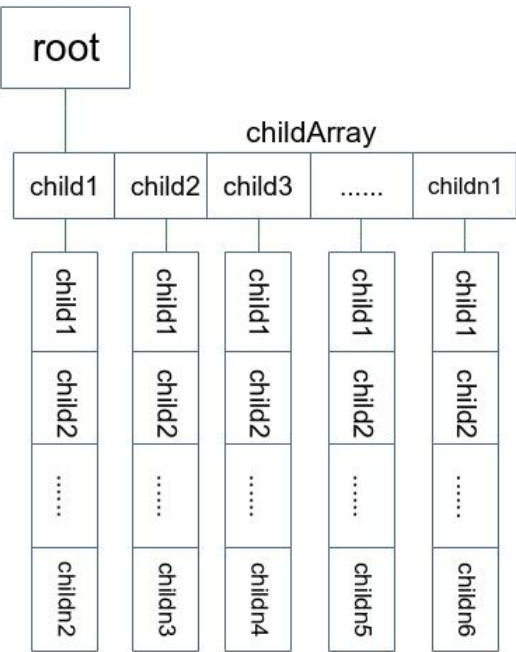 root
childArray
child1 child2 child3 ...... childn1
child1 child1 child1 child1 child1
child2 child2 child2 child2 child2
...... ...... ...... ...... ......
childn2 childn3 childn4 childn5 childn6